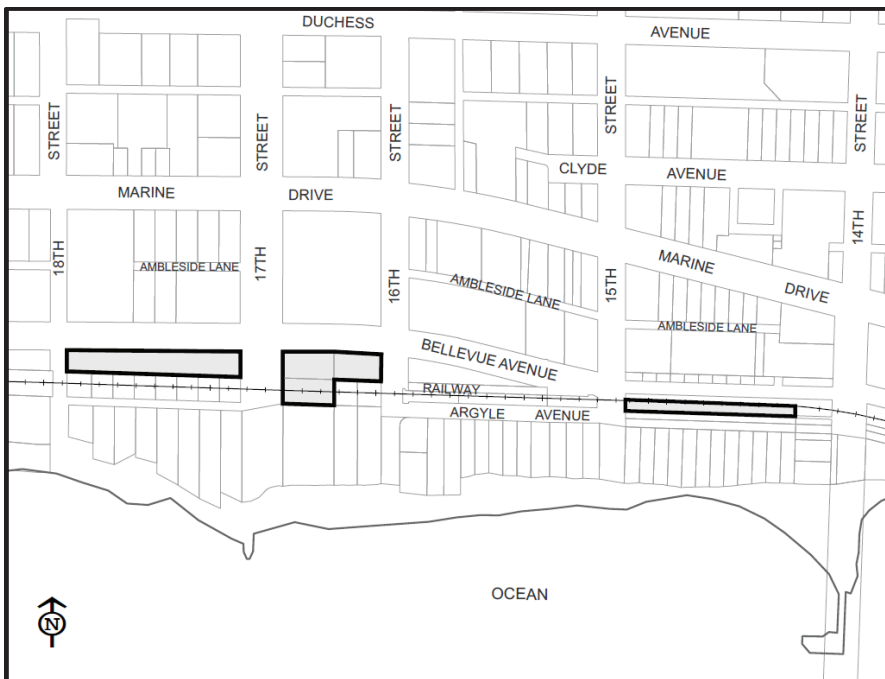 DUCHESS AVENUE
STREET STREET STREET STREET STREET
CLYDE AVENUE
MARINE DRIVE
18TH 17TH 16TH 15TH 14TH
AMBLESIDE LANE
AMBLESIDE LANE
MARINE DRIVE
AMBLESIDE LANE
BELLEVUE AVENUE
RAILWAY
ARGYLE AVENUE
OCEAN
N